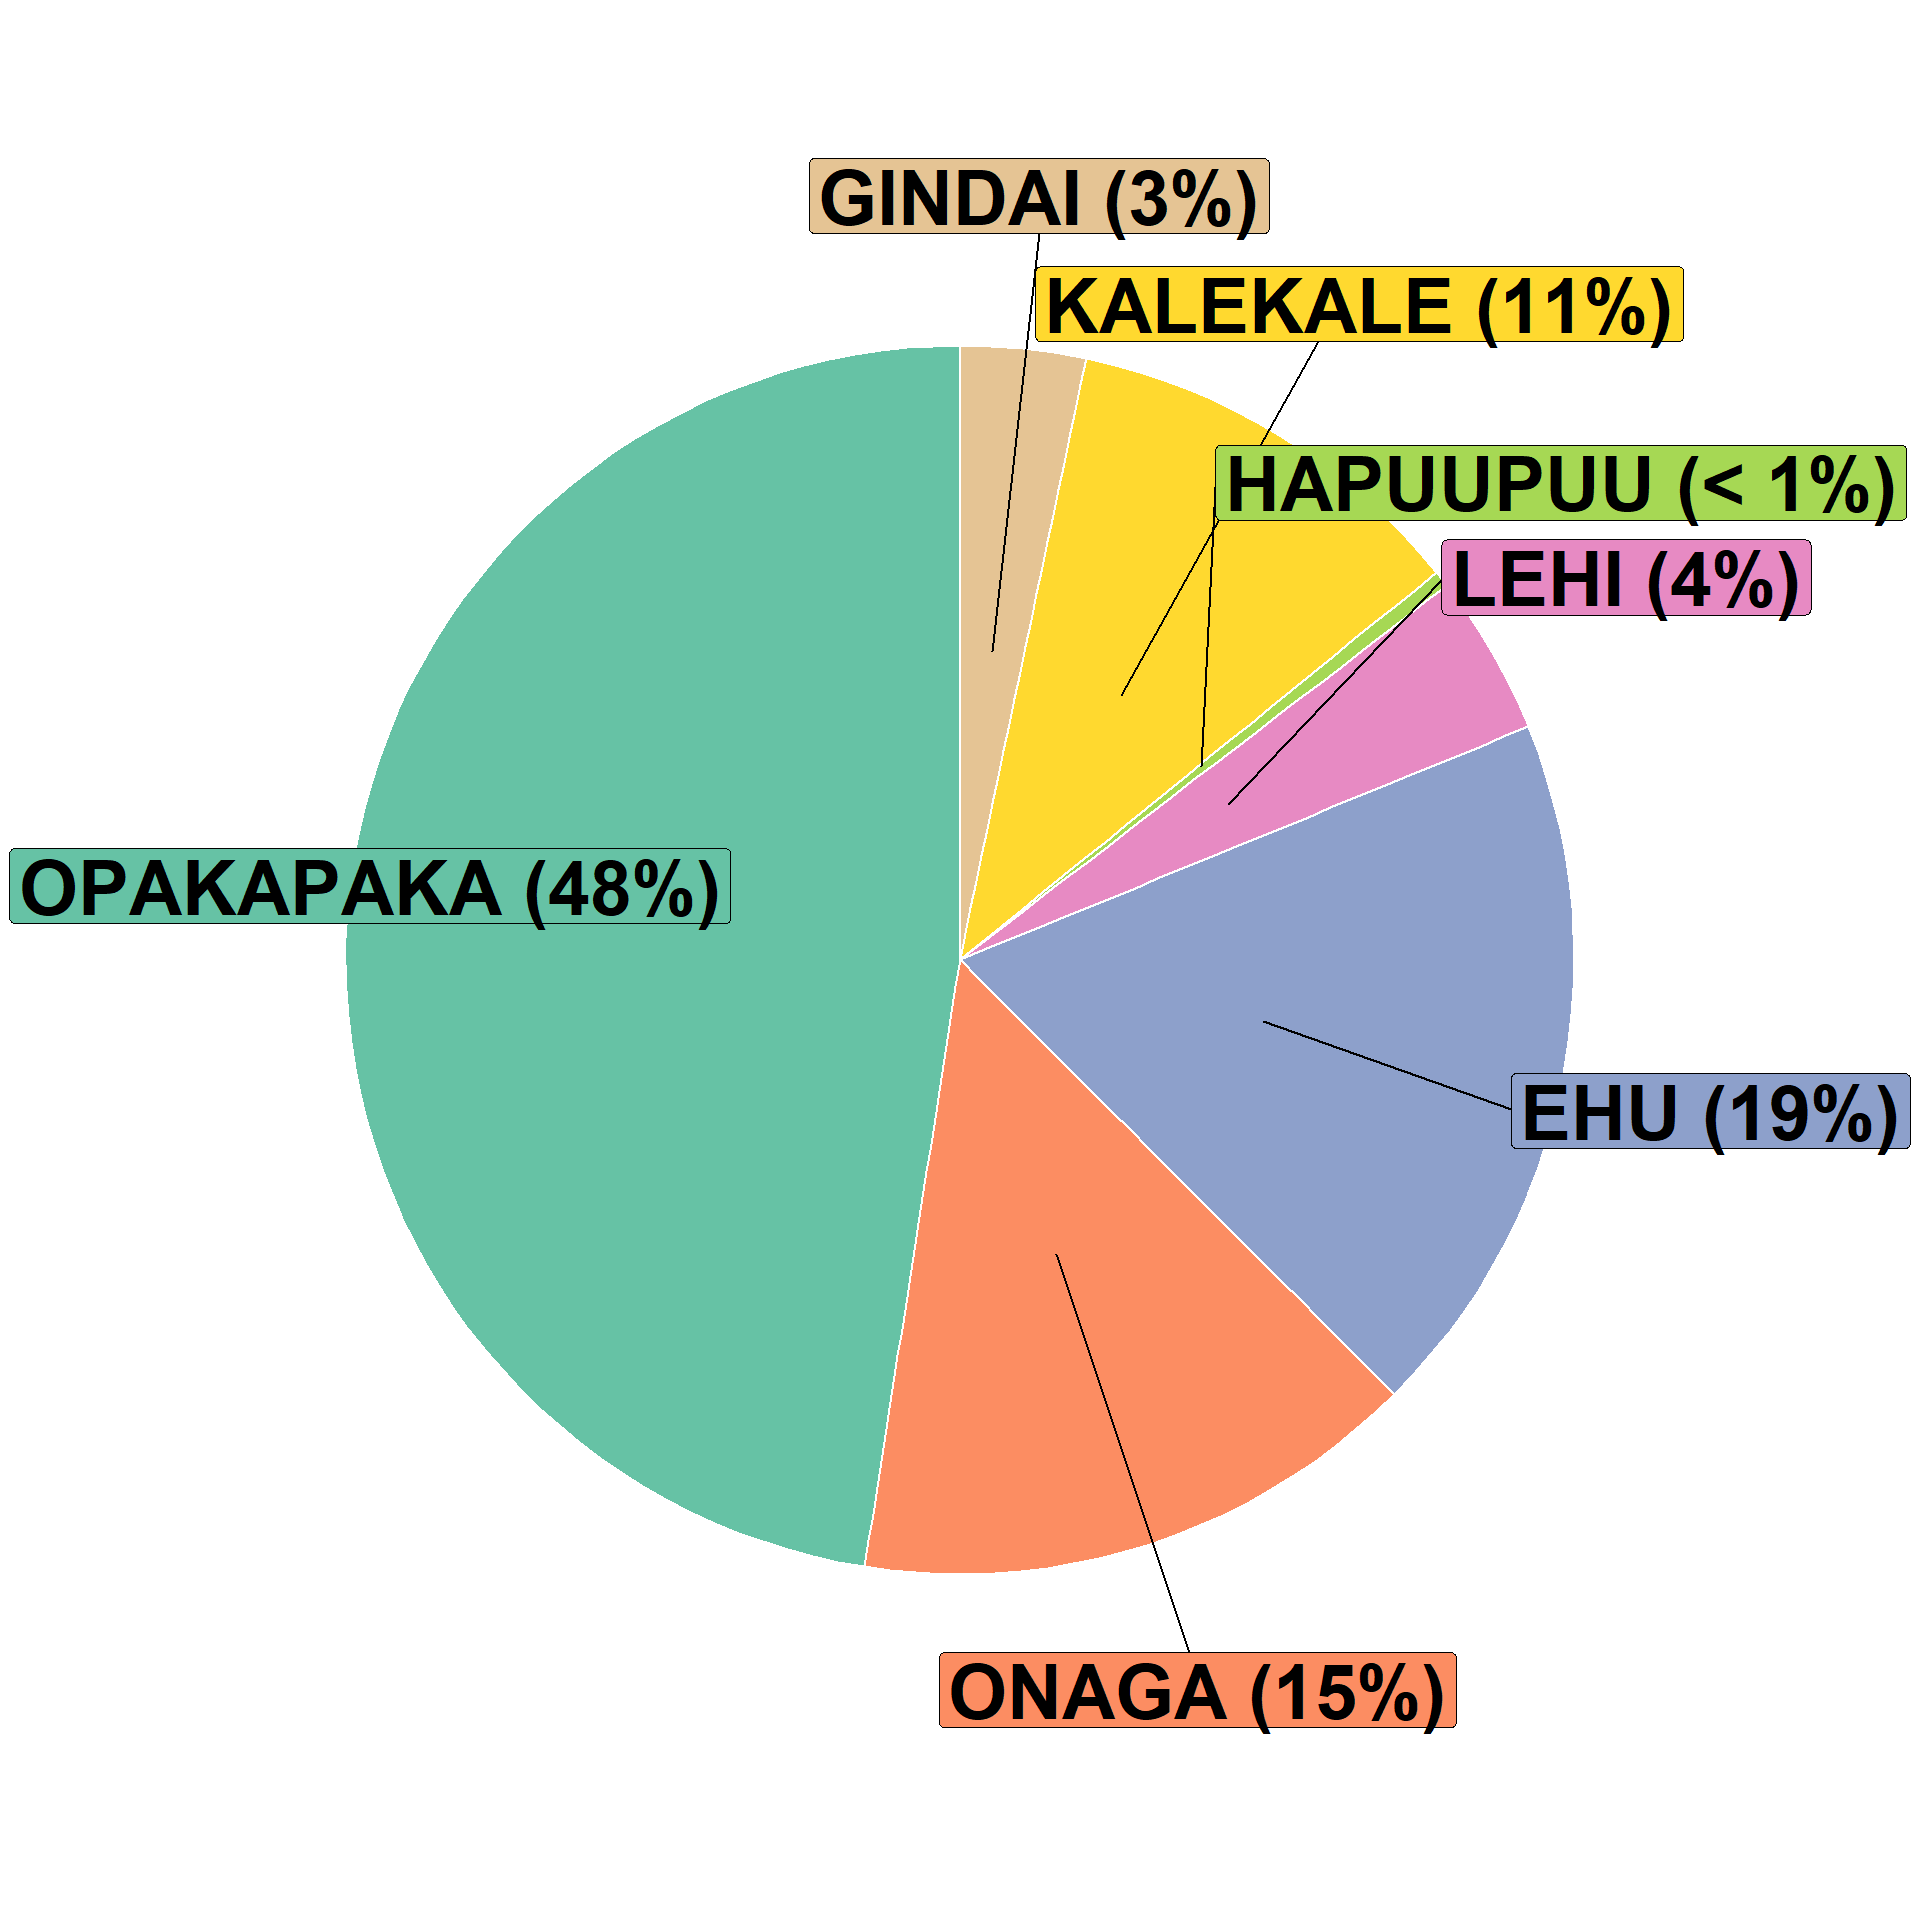 GINDAI (3%)
KALEKALE (11%)
HAPUUPUU (< 1%)
LEHI (4%)
OPAKAPAKA (48%)
EHU (19%)
ONAGA (15%)